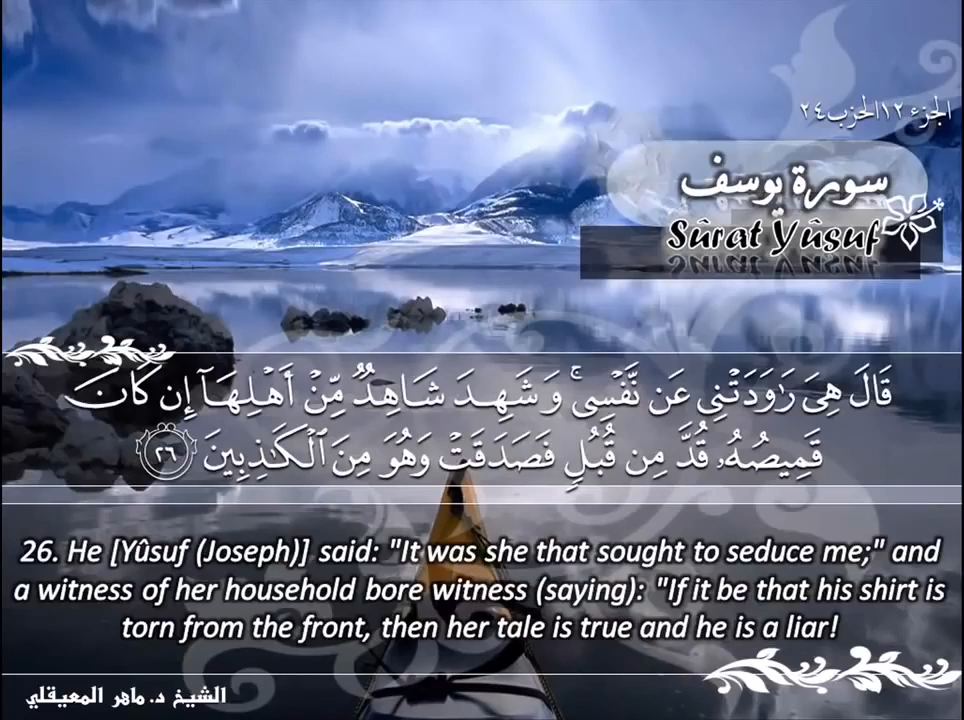 الجزء ١٢ الحزب ٢٤
سورة يوسف
Sûrat Yûsuf
قَالَ هِىَ رَٰوَدَتْنِى عَن نَّفْسِى ۚ وَشَهِدَ شَاهِدٌ مِّنْ أَهْلِهَآ إِن كَانَ
قَمِيصُهُۥ قُدَّ مِن قُبُلٍ فَصَدَقَتْ وَهُوَ مِنَ ٱلْكَٰذِبِينَ ٢٦
26. He [Yûsuf (Joseph)] said: "It was she that sought to seduce me;" and
a witness of her household bore witness (saying): "If it be that his shirt is
torn from the front, then her tale is true and he is a liar!
الشيخ د. ماهر المعيقلي